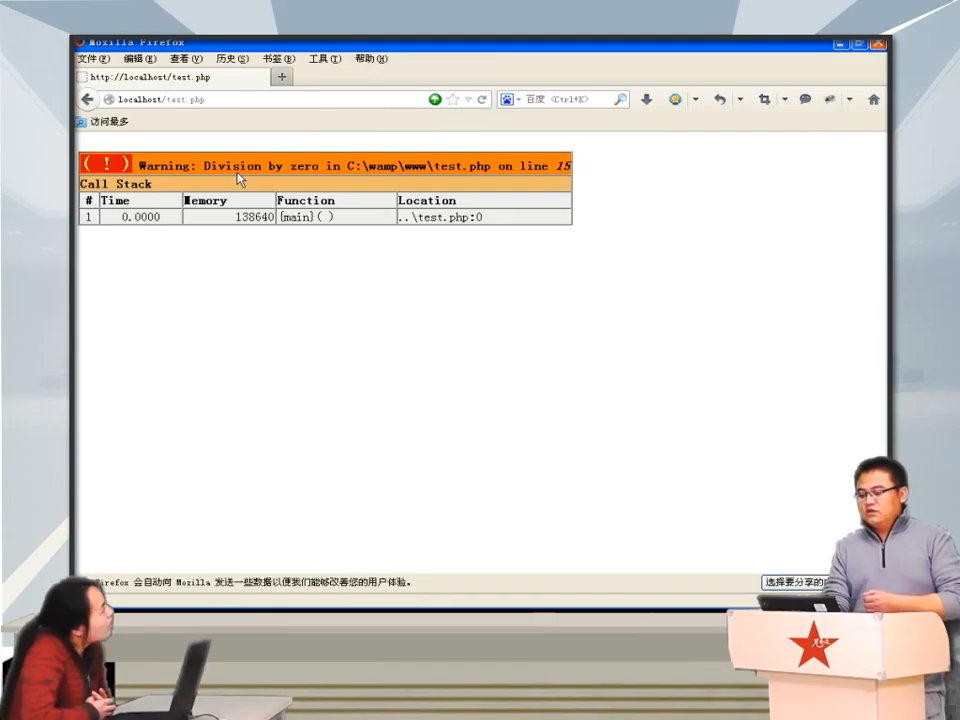 Mozilla Firefox
文件(F) 编辑(E) 查看(V) 历史(S) 书签(B) 工具(T) 帮助(H)
http://localhost/test.php +
localhost/test.php 百度 <Ctrl+K>
访问最多
( ! ) Warning: Division by zero in C:\wamp\www\test.php on line 15
Call Stack
# Time Memory Function Location
1 0.0000 138640 {main}( ) ..\test.php:0
Firefox 会自动向 Mozilla 发送一些数据以便我们能够改善您的用户体验。 选择要分享的